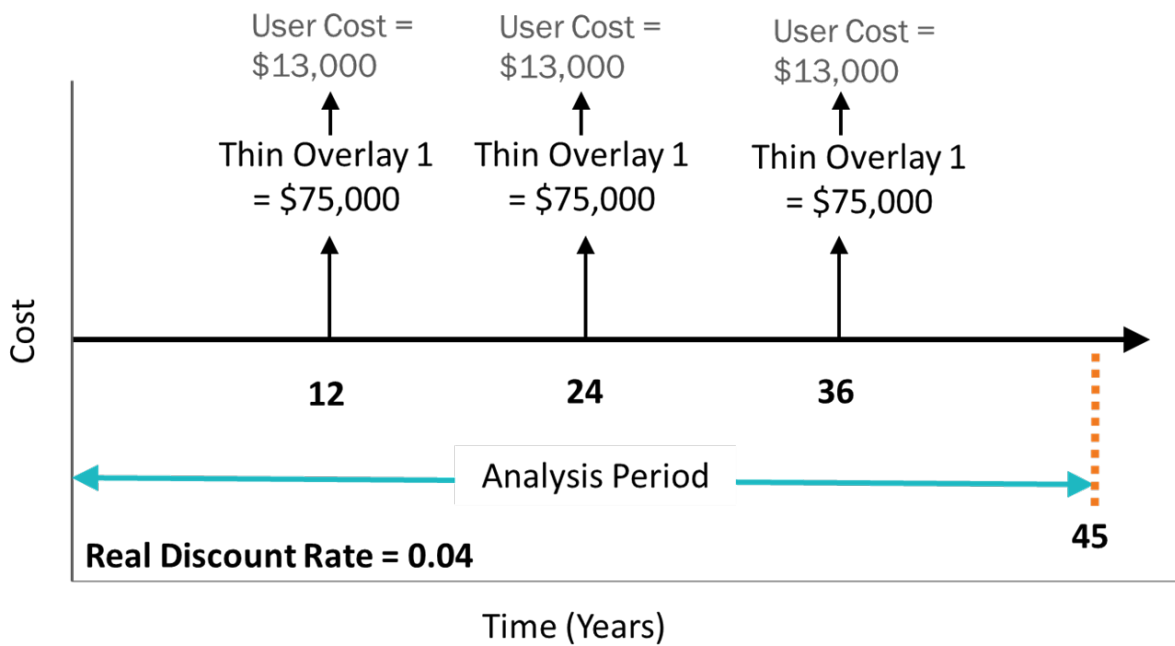 User Cost =
$13,000
User Cost =
$13,000
User Cost =
$13,000
Thin Overlay 1
= $75,000
Thin Overlay 1
= $75,000
Thin Overlay 1
= $75,000
Cost
12
24
36
Analysis Period
45
Real Discount Rate = 0.04
Time (Years)